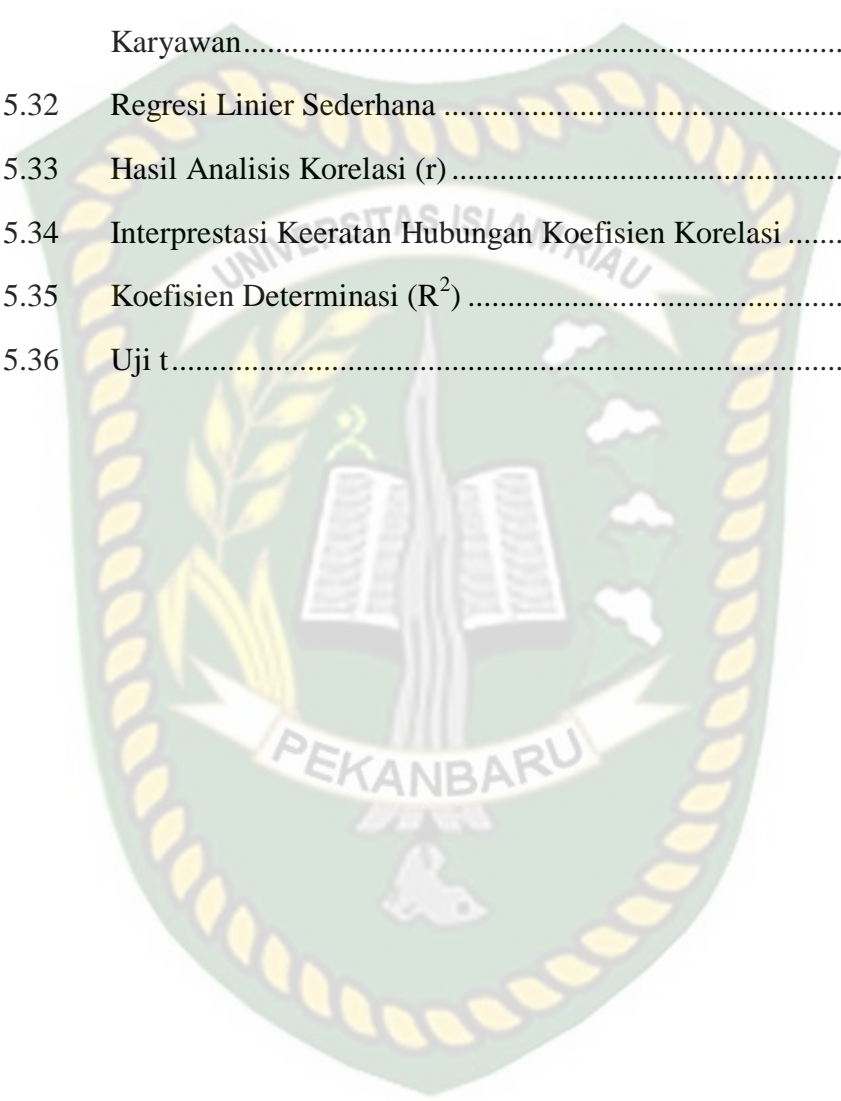 Karyawan........................................................................
5.32 Regresi Linier Sederhana ................................................
5.33 Hasil Analisis Korelasi (r) ...............................................
5.34 Interprestasi Keeratan Hubungan Koefisien Korelasi .......
5.35 Koefisien Determinasi (R²) ..............................................
5.36 Uji t..................................................................................
UNIVERSITAS ISLAM RIAU
PEKANBARU